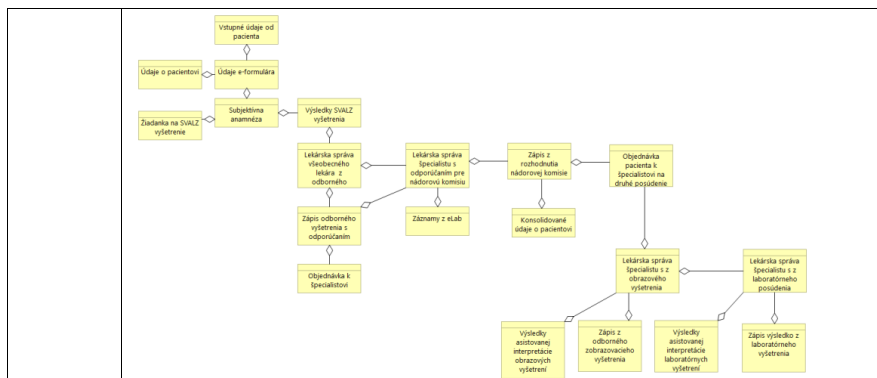 Vstupné údaje od
pacienta
Údaje o pacientovi
Údaje e-formulára
Žiadanka na SVALZ
vyšetrenie
Subjektívna
anamnéza
Výsledky SVALZ
vyšetrenia
Lekárska správa
všeobecného
lekára z
odborného
Lekárska správa
špecialistu s
odporúčaním pre
nádorovú komisiu
Zápis z
rozhodnutia
nádorovej komisie
Objednávka
pacienta k
špecialistovi na
druhé posúdenie
Zápis odborného
vyšetrenia s
odporúčaním
Záznamy z eLab
Konsolidované
údaje o pacientovi
Objednávka k
špecialistovi
Lekárska správa
špecialistu s z
obrazového
vyšetrenia
Lekárska správa
špecialistu s z
laboratórneho
posúdenia
Výsledky
asistovanej
interpretácie
obrazových
vyšetrení
Zápis z
odborného
zobrazovacieho
vyšetrenia
Výsledky
asistovanej
interpretácie
laboratórnych
vyšetrení
Zápis výsledko z
laboratórneho
vyšetrenia